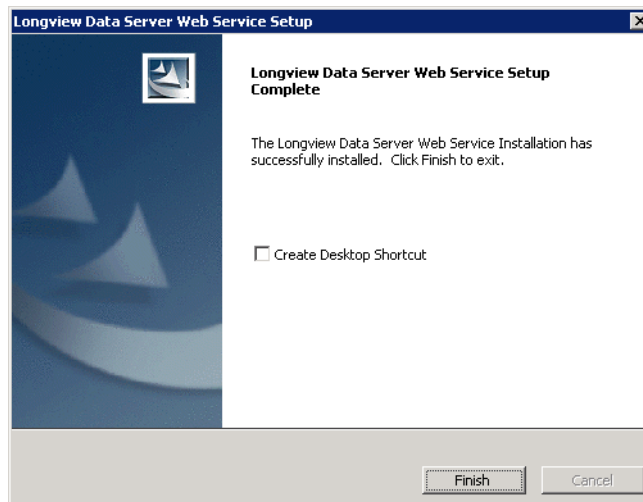 Longview Data Server Web Service Setup
Longview Data Server Web Service Setup
Complete
The Longview Data Server Web Service Installation has
successfully installed.  Click Finish to exit.
Create Desktop Shortcut
Finish
Cancel